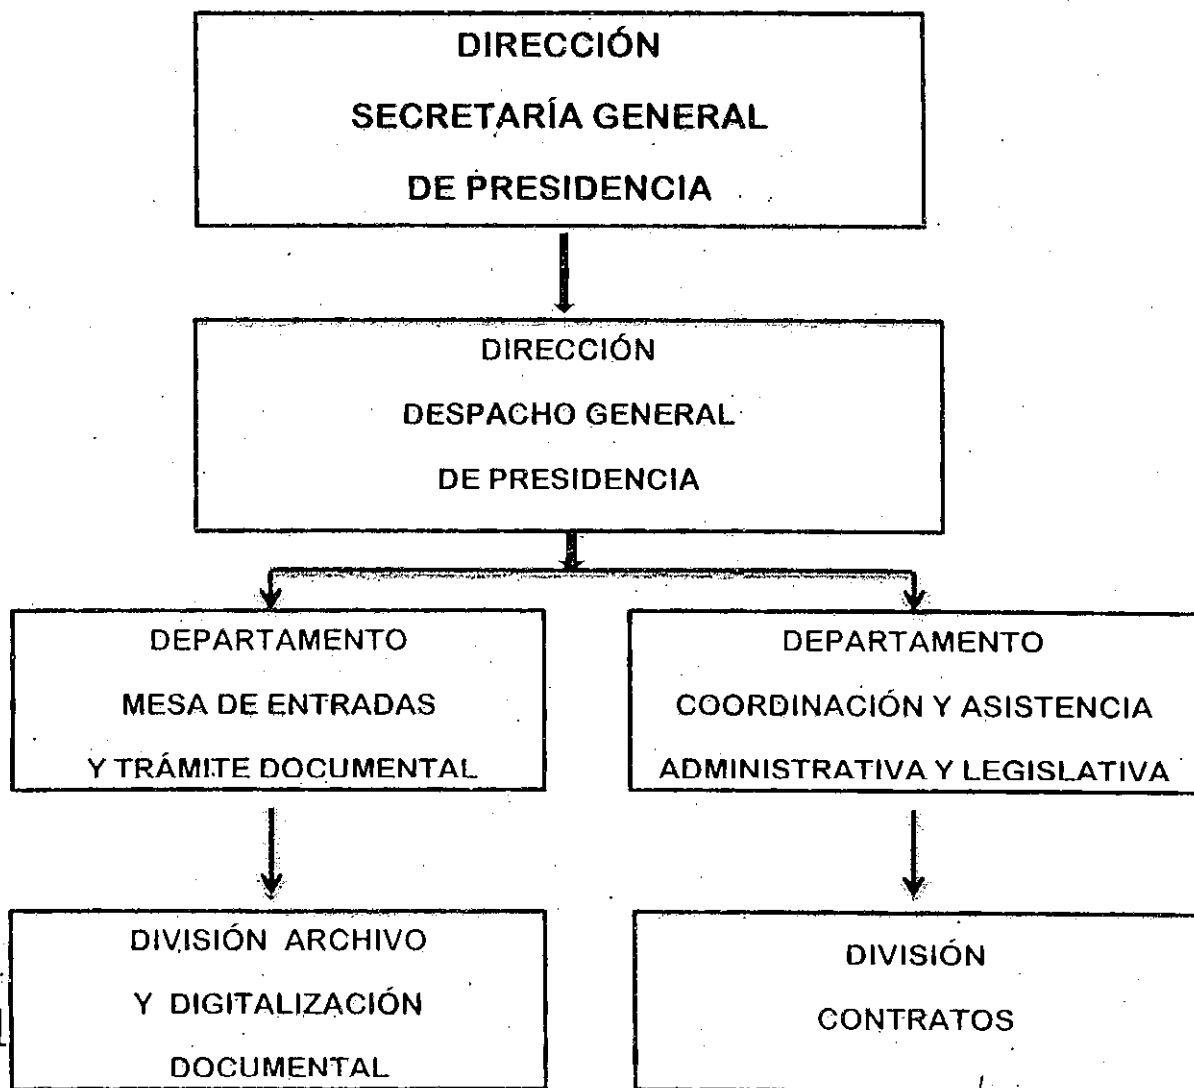 DIRECCIÓN
SECRETARÍA GENERAL
DE PRESIDENCIA
DIRECCIÓN
DESPACHO GENERAL
DE PRESIDENCIA
DEPARTAMENTO
MESA DE ENTRADAS
Y TRÁMITE DOCUMENTAL
DEPARTAMENTO
COORDINACIÓN Y ASISTENCIA
ADMINISTRATIVA Y LEGISLATIVA
DIVISIÓN ARCHIVO
Y DIGITALIZACIÓN
DOCUMENTAL
DIVISIÓN
CONTRATOS